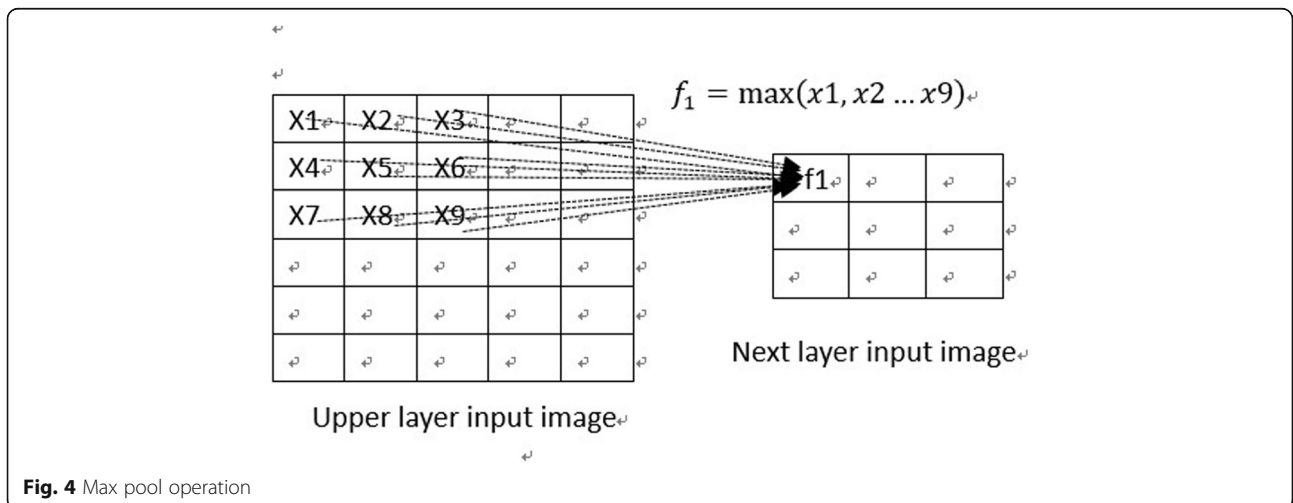 f₁ = max(x1, x2 … x9)
X1 X2 X3
X4 X5 X6
X7 X8 X9
f1
Next layer input image
Upper layer input image
Fig. 4 Max pool operation